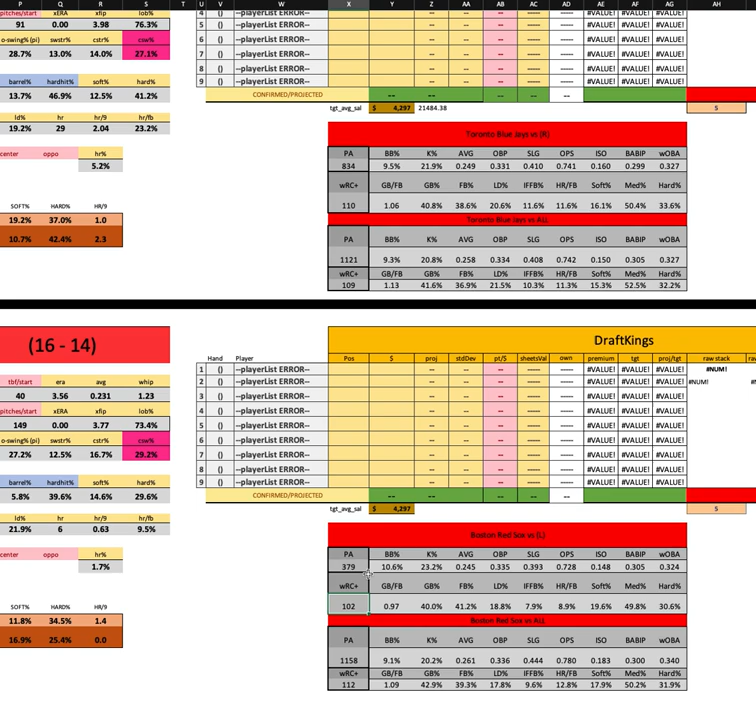 P Q R S T U V W X Y Z AA AB AC AD AE AF AG AH
pitches/start xERA xfip lob% 4 () --playerList ERROR-- -- -- -- ----- ----- #VALUE! #VALUE! #VALUE!
91 0.00 3.98 76.3% 5 () --playerList ERROR-- -- -- -- ----- ----- #VALUE! #VALUE! #VALUE!
o-swing% (pi) swstr% cstr% csw% 6 () --playerList ERROR-- -- -- -- ----- ----- #VALUE! #VALUE! #VALUE!
28.7% 13.0% 14.0% 27.1% 7 () --playerList ERROR-- -- -- -- ----- ----- #VALUE! #VALUE! #VALUE!
8 () --playerList ERROR-- -- -- -- ----- ----- #VALUE! #VALUE! #VALUE!
barrel% hardhit% soft% hard% 9 () --playerList ERROR-- -- -- -- ----- ----- #VALUE! #VALUE! #VALUE!
13.7% 46.9% 12.5% 41.2% CONFIRMED/PROJECTED -- -- --
tgt_avg_sal $ 4,297 21484.38 5
ld% hr hr/9 hr/fb
19.2% 29 2.04 23.2%
Toronto Blue Jays vs (R)
center oppo hr% PA BB% K% AVG OBP SLG OPS ISO BABIP wOBA
5.2% 834 9.5% 21.9% 0.249 0.331 0.410 0.741 0.160 0.299 0.327
wRC+ GB/FB GB% FB% LD% IFFB% HR/FB Soft% Med% Hard%
SOFT% HARD% HR/9 110 1.06 40.8% 38.6% 20.6% 11.6% 11.6% 16.1% 50.4% 33.6%
19.2% 37.0% 1.0 Toronto Blue Jays vs ALL
10.7% 42.4% 2.3 PA BB% K% AVG OBP SLG OPS ISO BABIP wOBA
1121 9.3% 20.8% 0.258 0.334 0.408 0.742 0.150 0.305 0.327
wRC+ GB/FB GB% FB% LD% IFFB% HR/FB Soft% Med% Hard%
109 1.13 41.6% 36.9% 21.5% 10.3% 11.3% 15.3% 52.5% 32.2%
(16 - 14) DraftKings
Hand Player Pos $ proj stdDev pt/$ sheetsVal own premium tgt proj/tgt raw stack
1 () --playerList ERROR-- -- -- -- ----- ----- #VALUE! #VALUE! #VALUE! #NUM!
tbf/start era avg whip 2 () --playerList ERROR-- -- -- -- ----- ----- #VALUE! #VALUE! #VALUE! #NUM!
40 3.56 0.231 1.23 3 () --playerList ERROR-- -- -- -- ----- ----- #VALUE! #VALUE! #VALUE!
pitches/start xERA xfip lob% 4 () --playerList ERROR-- -- -- -- ----- ----- #VALUE! #VALUE! #VALUE!
149 0.00 3.77 73.4% 5 () --playerList ERROR-- -- -- -- ----- ----- #VALUE! #VALUE! #VALUE!
o-swing% (pi) swstr% cstr% csw% 6 () --playerList ERROR-- -- -- -- ----- ----- #VALUE! #VALUE! #VALUE!
27.2% 12.5% 16.7% 29.2% 7 () --playerList ERROR-- -- -- -- ----- ----- #VALUE! #VALUE! #VALUE!
8 () --playerList ERROR-- -- -- -- ----- ----- #VALUE! #VALUE! #VALUE!
barrel% hardhit% soft% hard% 9 () --playerList ERROR-- -- -- -- ----- ----- #VALUE! #VALUE! #VALUE!
5.8% 39.6% 14.6% 29.6% CONFIRMED/PROJECTED -- -- --
tgt_avg_sal $ 4,297 5
ld% hr hr/9 hr/fb
21.9% 6 0.63 9.5%
Boston Red Sox vs (L)
center oppo hr% PA BB% K% AVG OBP SLG OPS ISO BABIP wOBA
1.7% 379 10.6% 23.2% 0.245 0.335 0.393 0.728 0.148 0.305 0.324
wRC+ GB/FB GB% FB% LD% IFFB% HR/FB Soft% Med% Hard%
SOFT% HARD% HR/9 102 0.97 40.0% 41.2% 18.8% 7.9% 8.9% 19.6% 49.8% 30.6%
11.8% 34.5% 1.4 Boston Red Sox vs ALL
16.9% 25.4% 0.0 PA BB% K% AVG OBP SLG OPS ISO BABIP wOBA
1158 9.1% 20.2% 0.261 0.336 0.444 0.780 0.183 0.300 0.340
wRC+ GB/FB GB% FB% LD% IFFB% HR/FB Soft% Med% Hard%
112 1.09 42.9% 39.3% 17.8% 9.6% 12.8% 17.9% 50.2% 31.9%